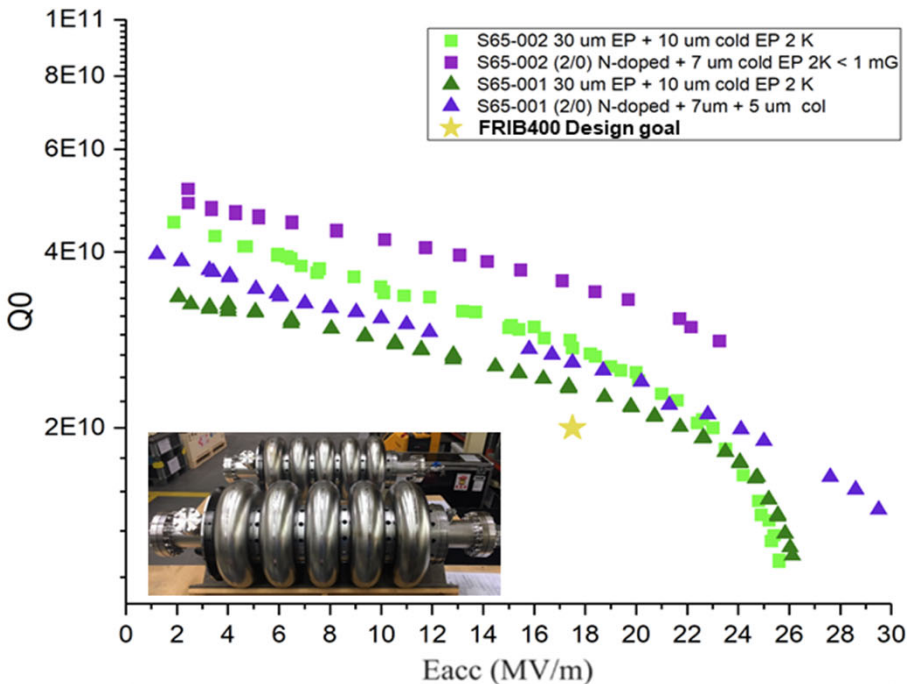 1E11
8E10
6E10
4E10
2E10
Q0
S65-002 30 um EP + 10 um cold EP 2 K
S65-002 (2/0) N-doped + 7 um cold EP 2K < 1 mG
S65-001 30 um EP + 10 um cold EP 2 K
S65-001 (2/0) N-doped + 7um + 5 um col
FRIB400 Design goal
0 2 4 6 8 10 12 14 16 18 20 22 24 26 28 30
Eacc (MV/m)